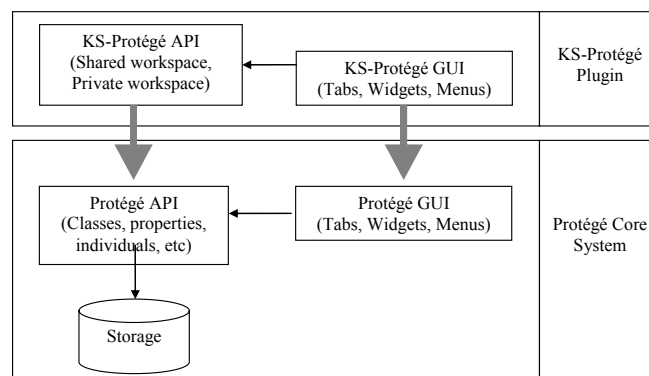 KS-Protégé API
(Shared workspace,
Private workspace)
KS-Protégé GUI
(Tabs, Widgets, Menus)
KS-Protégé
Plugin
Protégé API
(Classes, properties,
individuals, etc)
Protégé GUI
(Tabs, Widgets, Menus)
Protégé Core
System
Storage